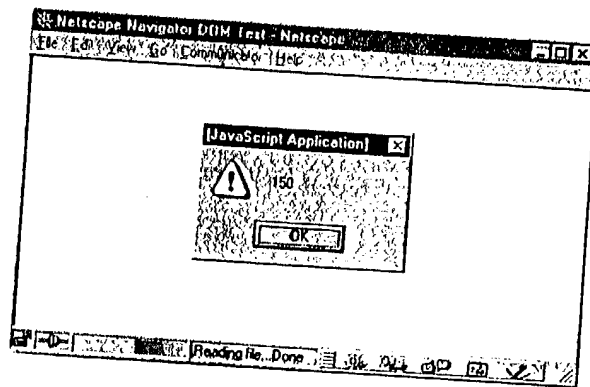 Netscape Navigator DOM Test - Netscape
File Edit View Go Communicator Help
[JavaScript Application]
150
OK
Reading file...Done